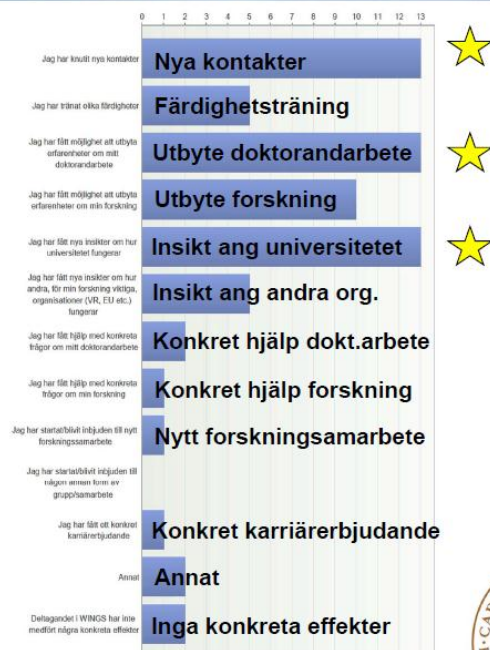 0 1 2 3 4 5 6 7 8 9 10 11 12 13
Jag har knutit nya kontakter
Nya kontakter
Jag har tränat olika färdigheter
Färdighetsträning
Jag har fått möjlighet att utbyta
erfarenheter om mitt
doktorandarbete
Utbyte doktorandarbete
Jag har fått möjlighet att utbyta
erfarenheter om min forskning
Utbyte forskning
Jag har fått nya insikter om hur
universitetet fungerar
Insikt ang universitetet
Jag har fått nya insikter om hur
andra, för min forskning viktiga,
organisationer (VR, EU etc.)
fungerar
Insikt ang andra org.
Jag har fått hjälp med konkreta
frågor om mitt doktorandarbete
Konkret hjälp dokt.arbete
Jag har fått hjälp med konkreta
frågor om min forskning
Konkret hjälp forskning
Jag har startat/blivit inbjuden till nytt
forskningssamarbete
Nytt forskningsamarbete
Jag har startat/blivit inbjuden till
någon annan form av
grupp/samarbete
Jag har fått ett konkret
karriärerbjudande
Konkret karriärerbjudande
Annat
Annat
Deltagandet i WINGS har inte
medfört några konkreta effekter
Inga konkreta effekter